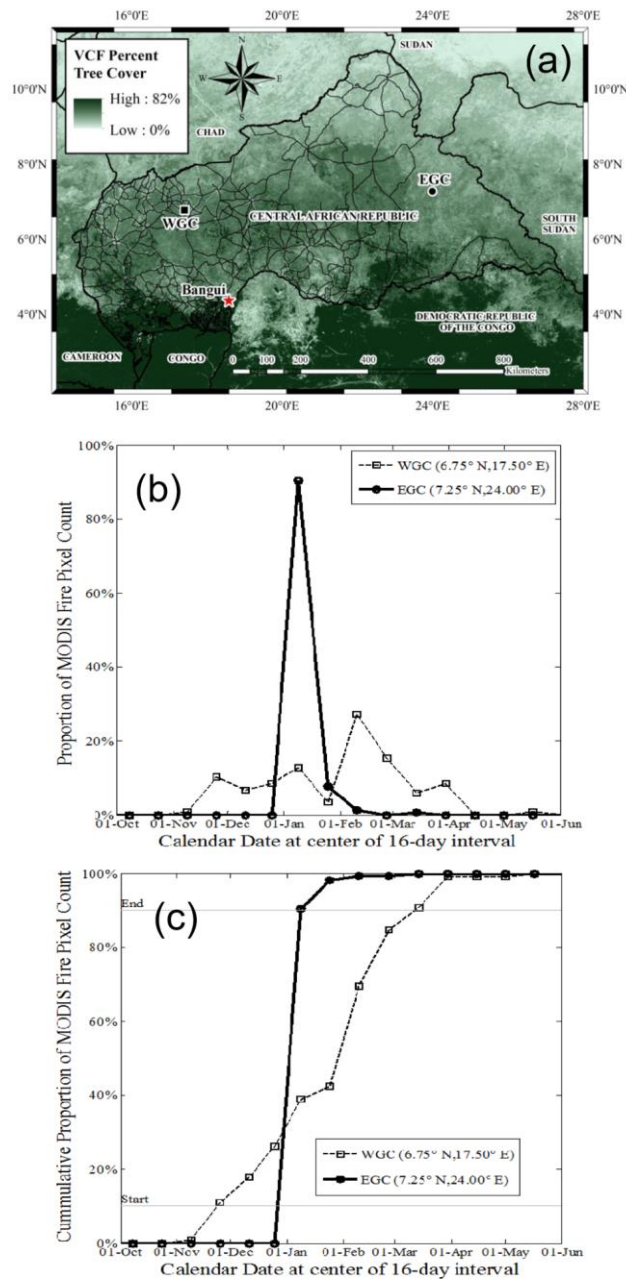 (a)
SUDAN
VCF Percent
Tree Cover
High : 82%
Low : 0%
N
W
E
S
10°0'N
10°0'N
CHAD
8°0'N
8°0'N
EGC
WGC
CENTRAL AFRICAN REPUBLIC
SOUTH
SUDAN
6°0'N
6°0'N
Bangui
4°0'N
4°0'N
DEMOCRATIC REPUBLIC
OF THE CONGO
CAMEROON
CONGO
0 100 200 400 600 800
Kilometers
16°0'E 20°0'E 24°0'E 28°0'E
(b)
WGC (6.75° N,17.50° E)
EGC (7.25° N,24.00° E)
Proportion of MODIS Fire Pixel Count
100%
80%
60%
40%
20%
0%
01-Oct 01-Nov 01-Dec 01-Jan 01-Feb 01-Mar 01-Apr 01-May 01-Jun
Calendar Date at center of 16-day interval
(c)
Cummulative Proportion of MODIS Fire Pixel Count
100%
End
80%
60%
40%
20%
Start
0%
WGC (6.75° N,17.50° E)
EGC (7.25° N,24.00° E)
01-Oct 01-Nov 01-Dec 01-Jan 01-Feb 01-Mar 01-Apr 01-May 01-Jun
Calendar Date at center of 16-day interval